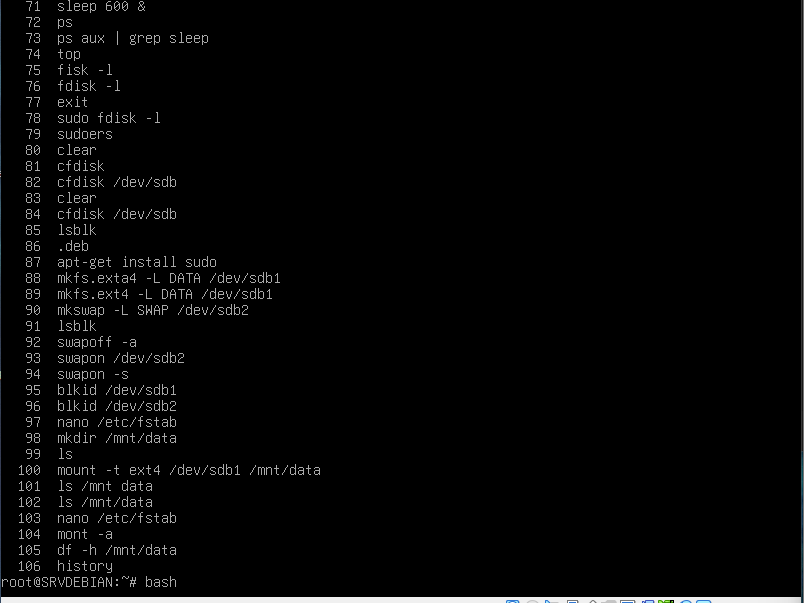 71 sleep 600 &
72 ps
73 ps aux | grep sleep
74 top
75 fisk -l
76 fdisk -l
77 exit
78 sudo fdisk -l
79 sudoers
80 clear
81 cfdisk
82 cfdisk /dev/sdb
83 clear
84 cfdisk /dev/sdb
85 lsblk
86 .deb
87 apt-get install sudo
88 mkfs.exta4 -L DATA /dev/sdb1
89 mkfs.ext4 -L DATA /dev/sdb1
90 mkswap -L SWAP /dev/sdb2
91 lsblk
92 swapoff -a
93 swapon /dev/sdb2
94 swapon -s
95 blkid /dev/sdb1
96 blkid /dev/sdb2
97 nano /etc/fstab
98 mkdir /mnt/data
99 ls
100 mount -t ext4 /dev/sdb1 /mnt/data
101 ls /mnt data
102 ls /mnt/data
103 nano /etc/fstab
104 mont -a
105 df -h /mnt/data
106 history
root@SRVDEBIAN:~# bash